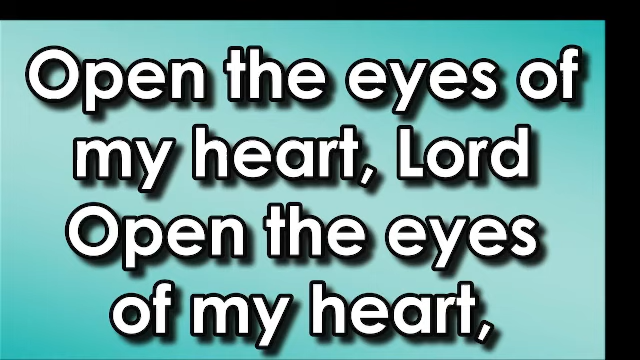 Open the eyes of
my heart, Lord
Open the eyes
of my heart,